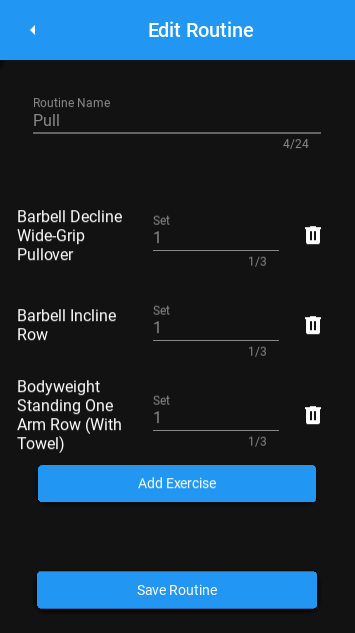 Edit Routine
Routine Name
Pull
4/24
Barbell Decline
Wide-Grip
Pullover
Set
1
1/3
Barbell Incline
Row
Set
1
1/3
Bodyweight
Standing One
Arm Row (With
Towel)
Set
1
1/3
Add Exercise
Save Routine